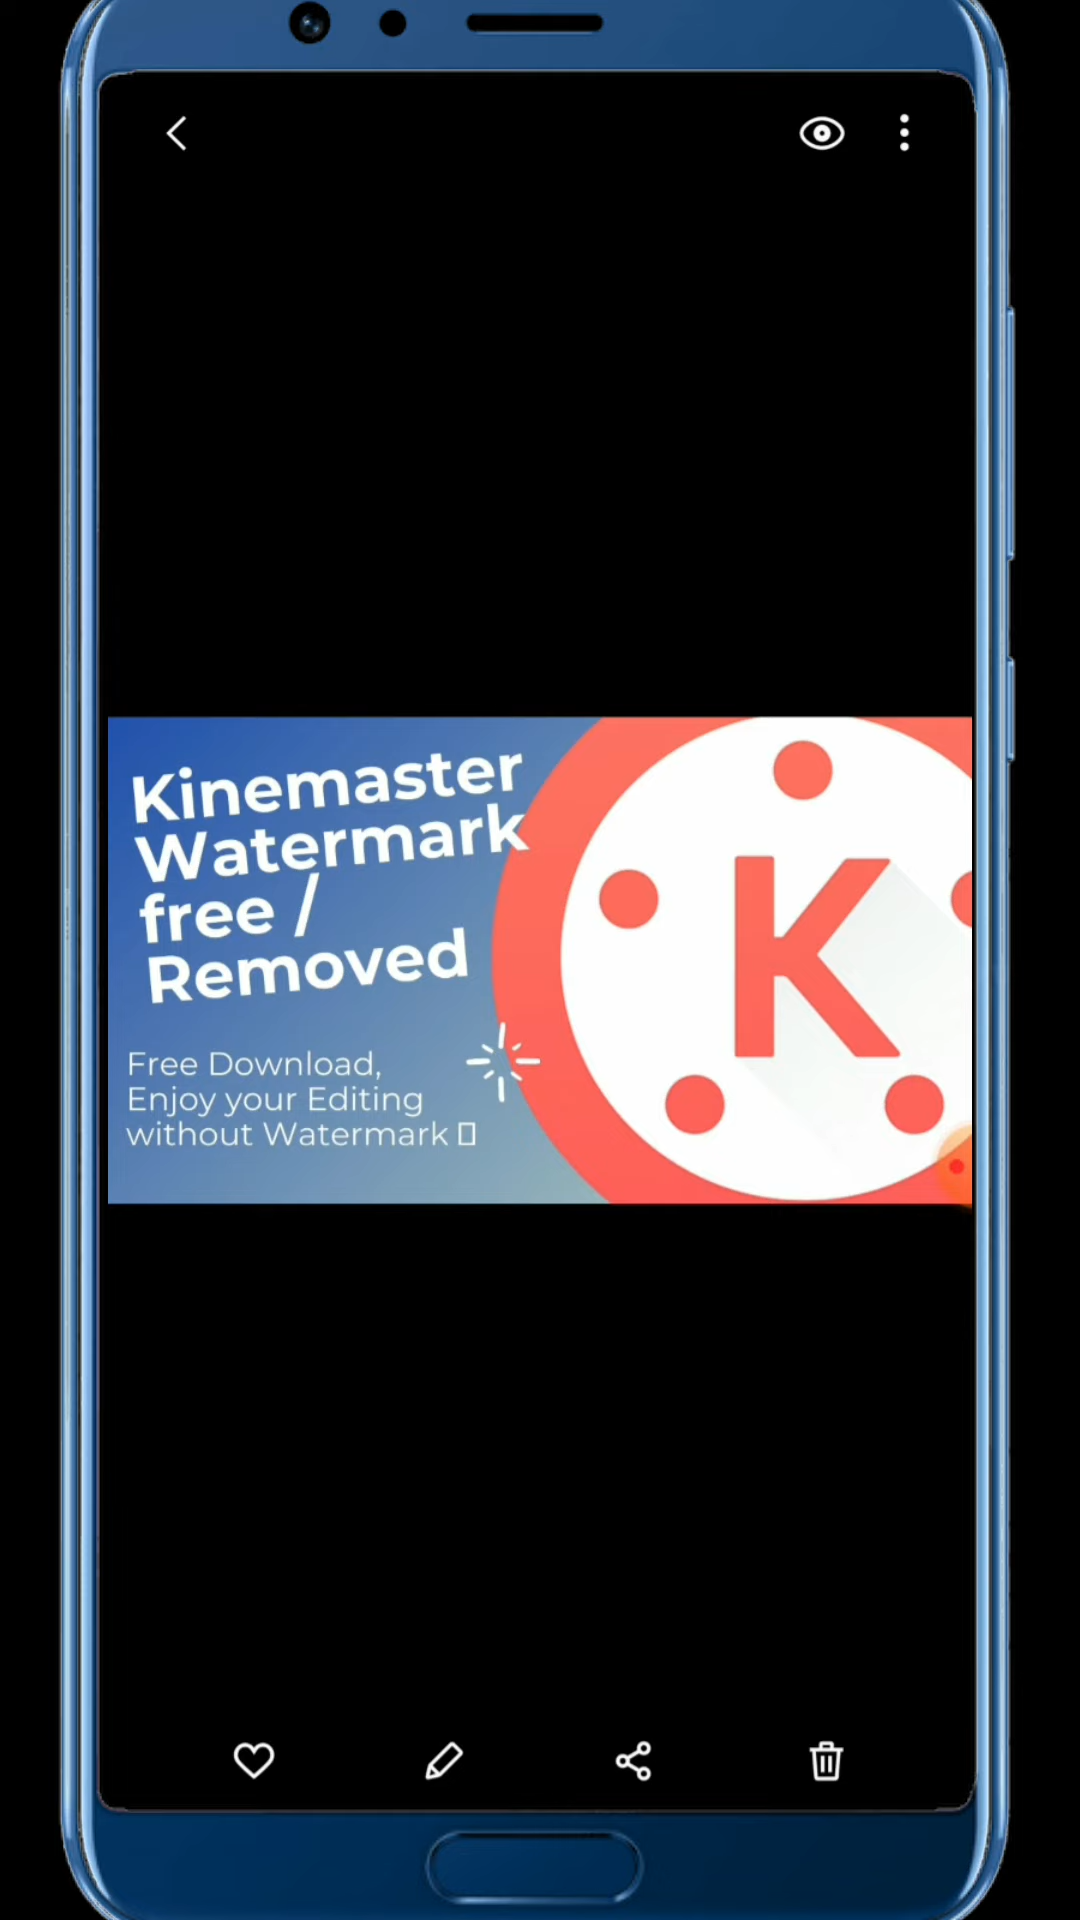 Kinemaster
Watermark
free /
Removed
Free Download,
Enjoy your Editing
without Watermark
K